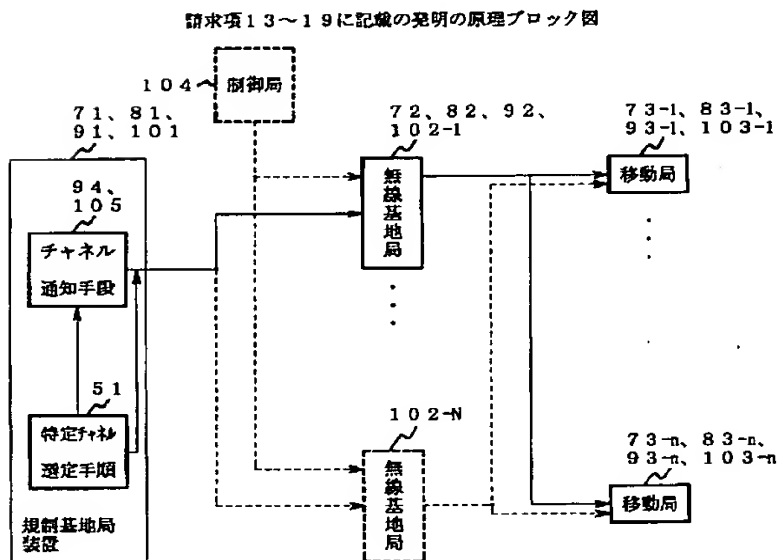 請求項１３～１９に記載の発明の原理ブロック図
１０４
制御局
７１、８１、
９１、１０１
７２、８２、９２、
１０２-1
７３-1、８３-1、
９３-1、１０３-1
９４、
１０５
無線基地局
移動局
チャネル
通知手段
５１
１０２-N
特定チャネル
選定手順
無線基地局
７３-n、８３-n、
９３-n、１０３-n
移動局
規制基地局
装置